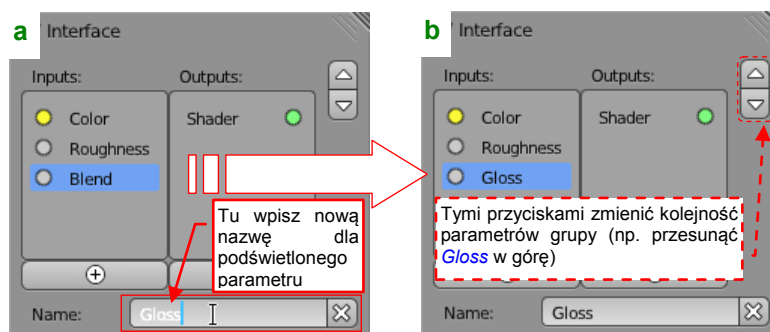 a
Interface
Inputs:
Outputs:
Color
Shader
Roughness
Blend
Tu wpisz nową
nazwę dla
podświetlonego
parametru
Name:
Gloss
b
Interface
Inputs:
Outputs:
Color
Shader
Roughness
Gloss
Tymi przyciskami zmienić kolejność
parametrów grupy (np. przesunąć
Gloss w górę)
Name:
Gloss